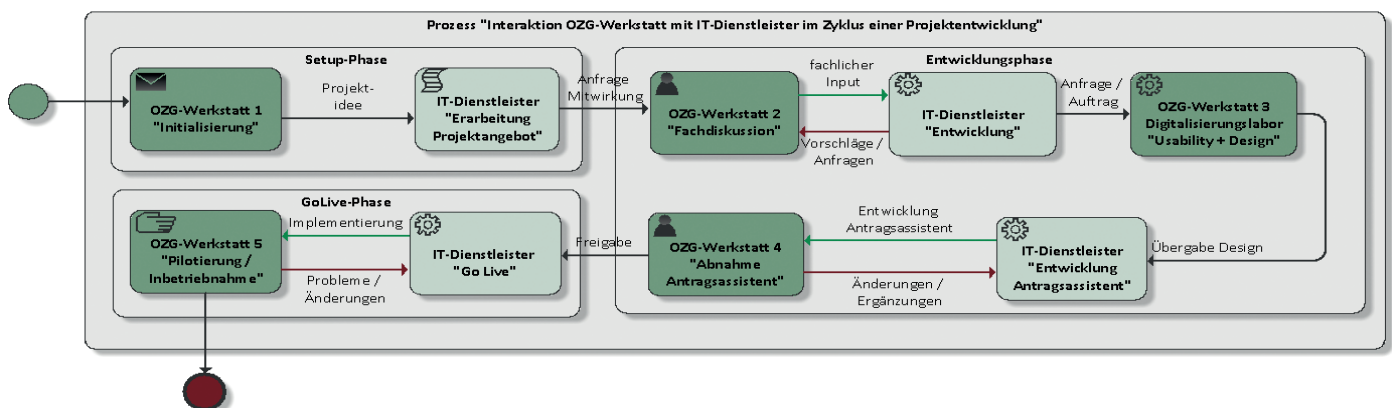 Prozess "Interaktion OZG-Werkstatt mit IT-Dienstleister im Zyklus einer Projektentwicklung"
Setup-Phase
OZG-Werkstatt 1
"Initialisierung"
Projekt-
idee
IT-Dienstleister
"Erarbeitung
Projektangebot"
Anfrage
Mitwirkung
Entwicklungsphase
OZG-Werkstatt 2
"Fachdiskussion"
fachlicher
Input
Vorschläge /
Anfragen
IT-Dienstleister
"Entwicklung"
Anfrage /
Auftrag
OZG-Werkstatt 3
Digitalisierungslabor
"Usability + Design"
Übergabe Design
IT-Dienstleister
"Entwicklung
Antragsassistent"
Entwicklung
Antragsassistent
Änderungen /
Ergänzungen
OZG-Werkstatt 4
"Abnahme
Antragsassistent"
Freigabe
GoLive-Phase
IT-Dienstleister
"Go Live"
Implementierung
Probleme /
Änderungen
OZG-Werkstatt 5
"Pilotierung /
Inbetriebnahme"